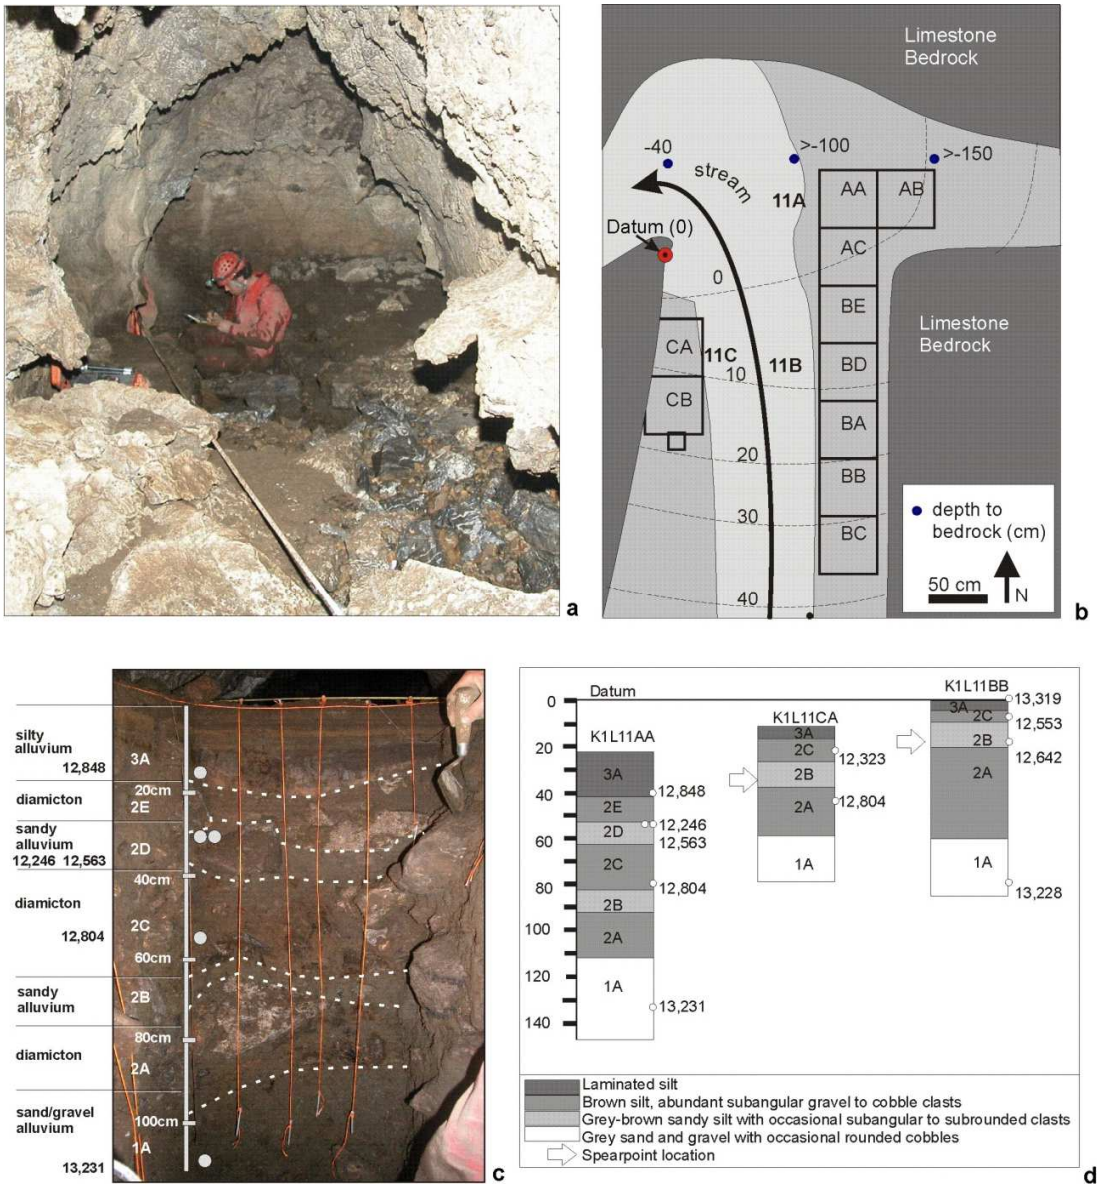 a
Limestone
Bedrock
-40
>-100
>-150
stream
11A
AA
AB
Datum (0)
AC
0
BE
Limestone
Bedrock
CA
11C
11B
BD
10
CB
BA
20
BB
30
BC
depth to
bedrock (cm)
50 cm
N
40
b
silty
alluvium
12,848
3A
20cm
diamicton
2E
sandy
alluvium
12,246 12,563
2D
40cm
diamicton
2C
12,804
60cm
sandy
alluvium
2B
80cm
diamicton
2A
sand/gravel
alluvium
100cm
1A
13,231
c
0
Datum
K1L11BB
13,319
3A
2C
12,553
K1L11CA
3A
2B
12,642
20
K1L11AA
2C
12,323
2A
3A
2B
40
12,848
2E
2A
12,804
12,246
2D
12,563
60
2C
1A
1A
80
12,804
13,228
2B
100
2A
120
1A
13,231
140
Laminated silt
Brown silt, abundant subangular gravel to cobble clasts
Grey-brown sandy silt with occasional subangular to subrounded clasts
Grey sand and gravel with occasional rounded cobbles
Spearpoint location
d